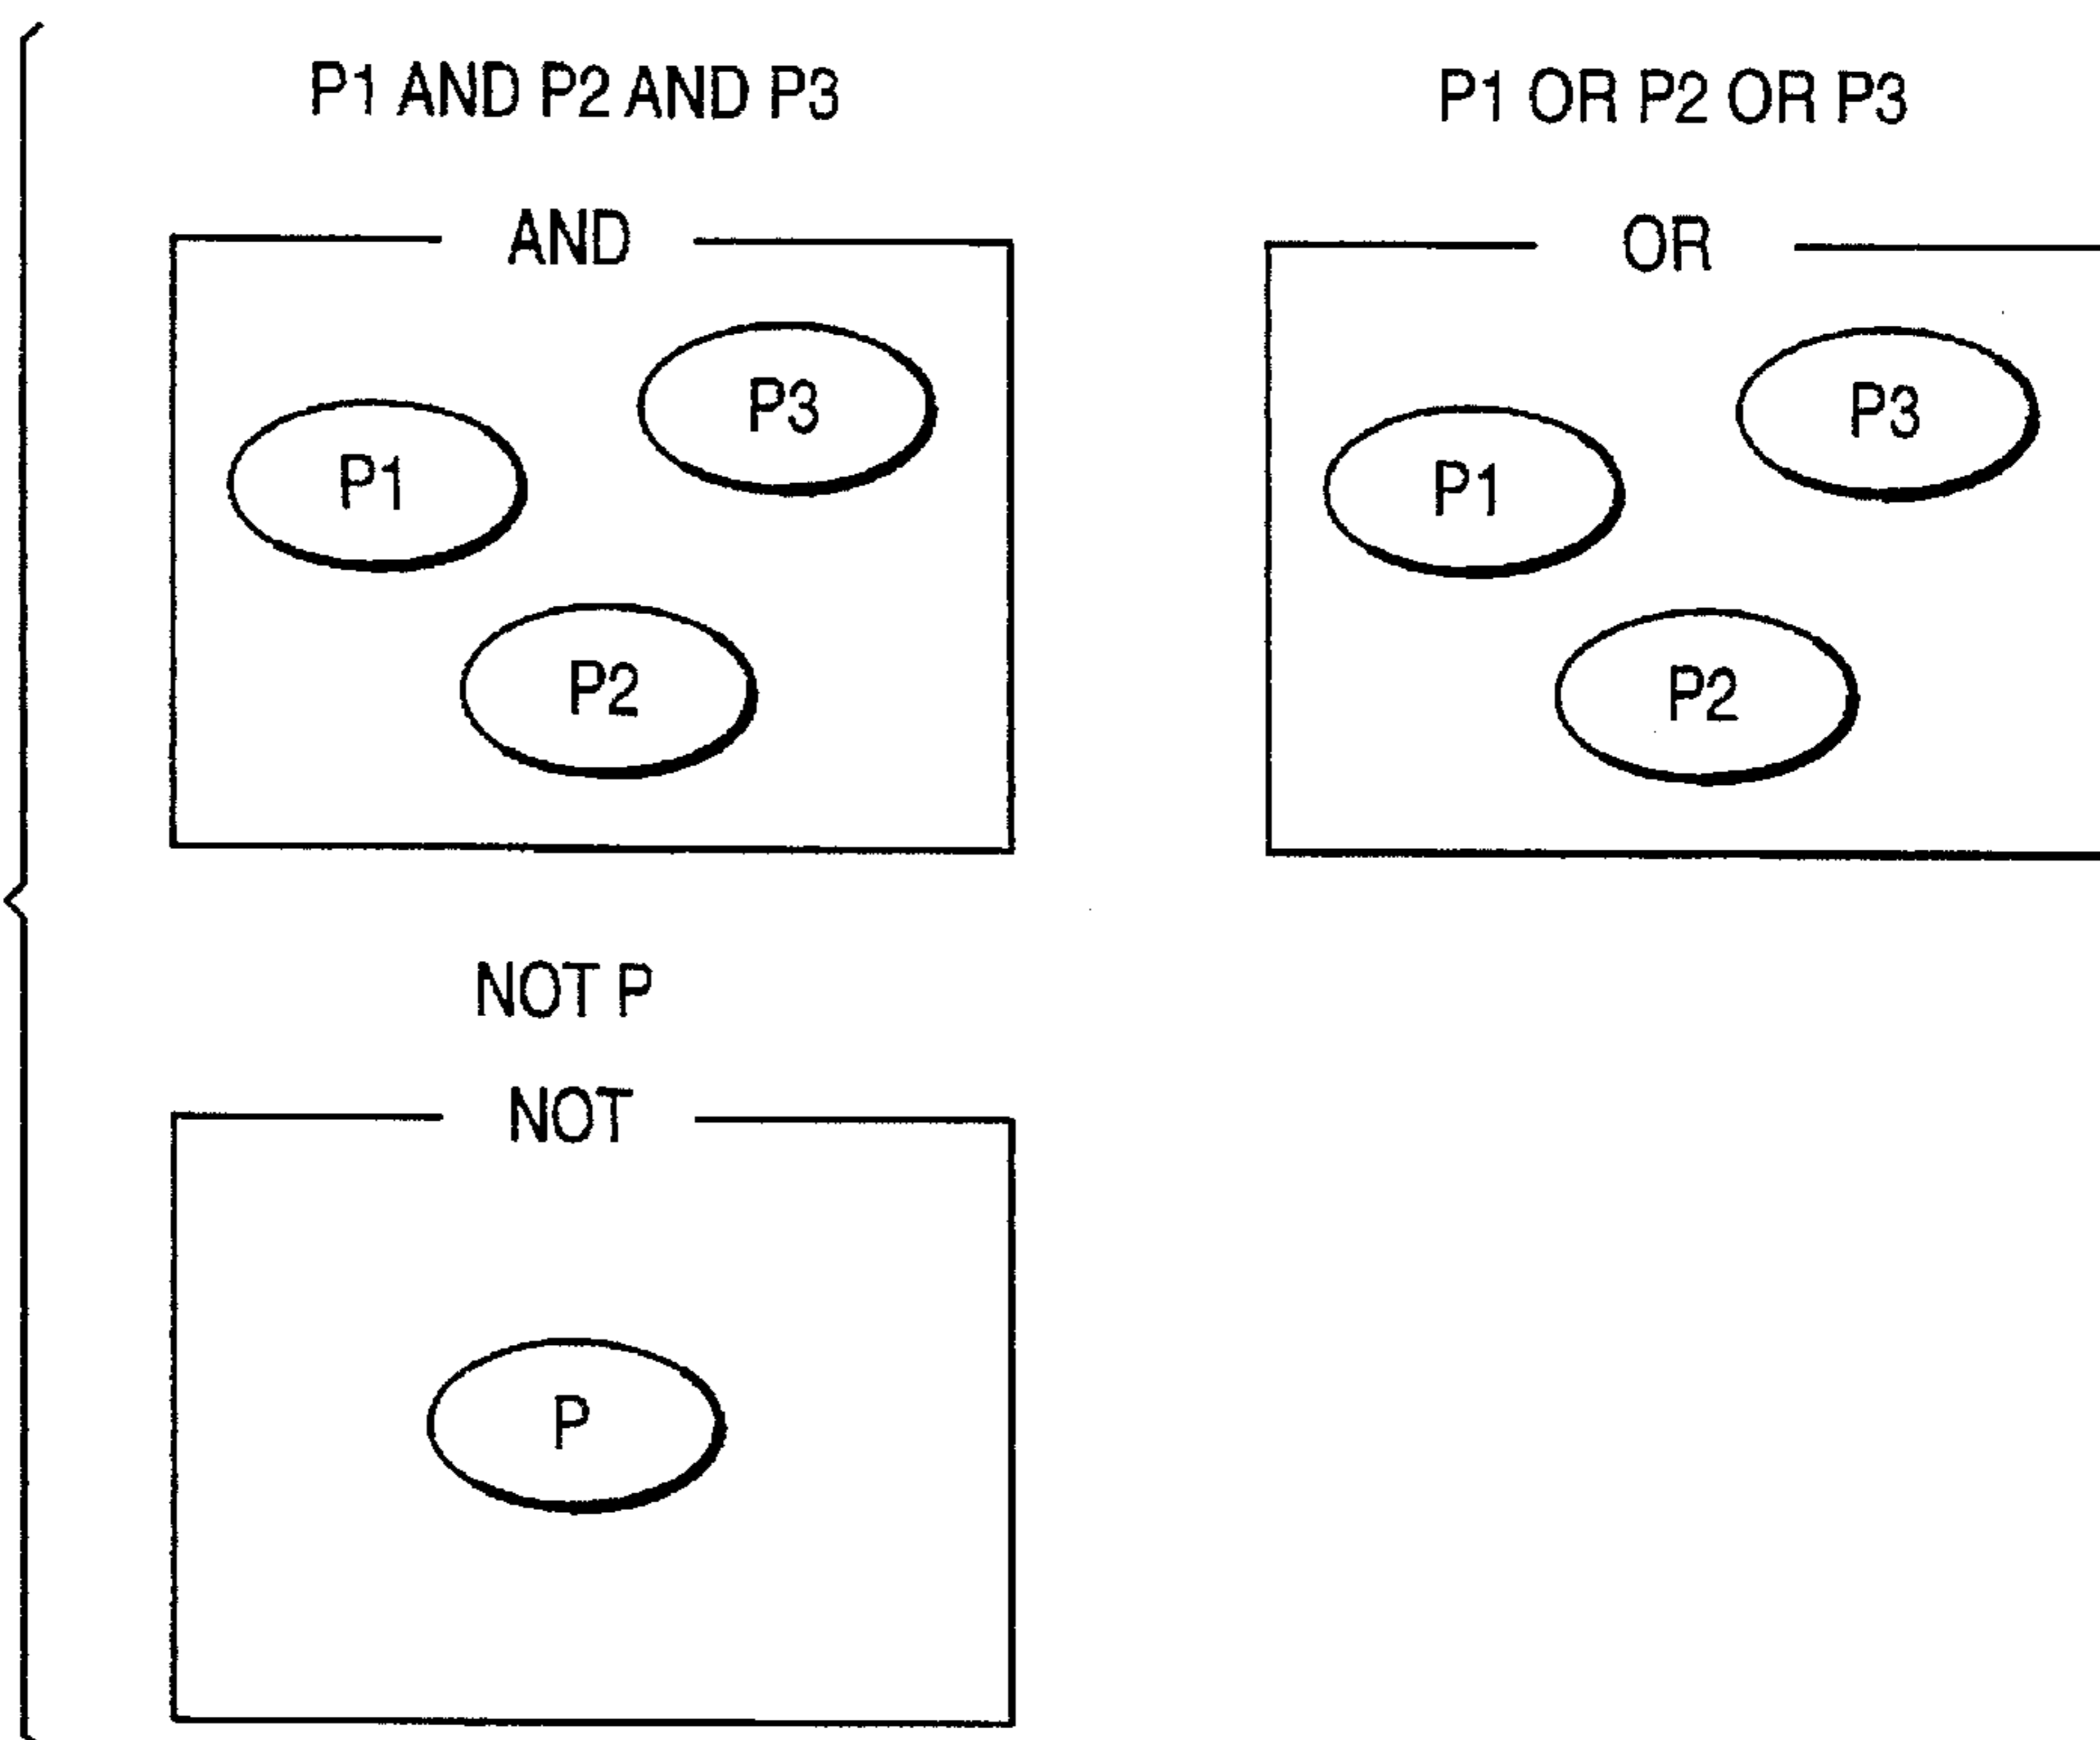 P1 AND P2 AND P3
AND
P3
P1
P2
P1 OR P2 OR P3
OR
P3
P1
P2
NOT P
NOT
P